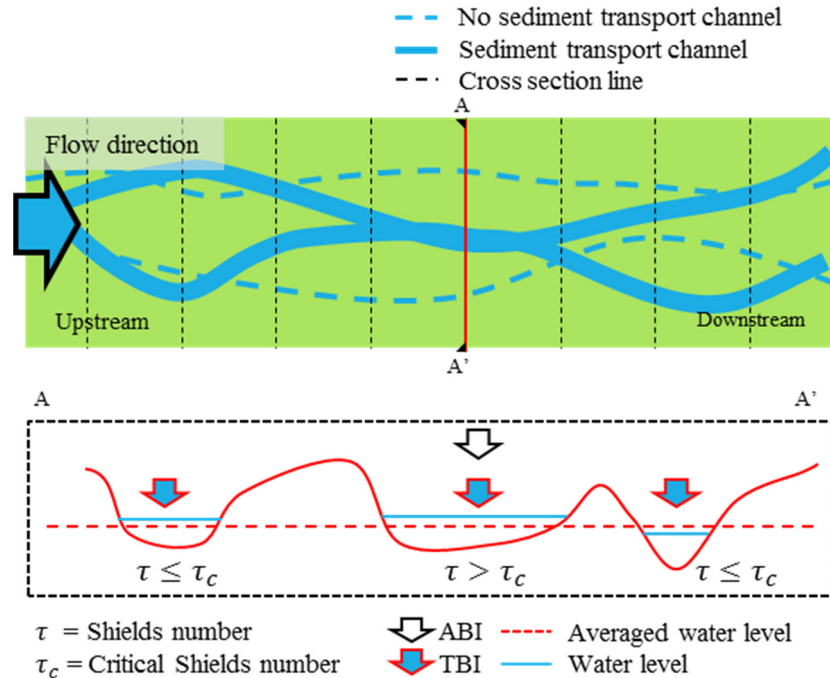 No sediment transport channel
Sediment transport channel
Cross section line
A
Flow direction
Upstream
Downstream
A'
A A'
τ ≤ τc τ > τc τ ≤ τc
τ = Shields number ABI Averaged water level
τc = Critical Shields number TBI Water level